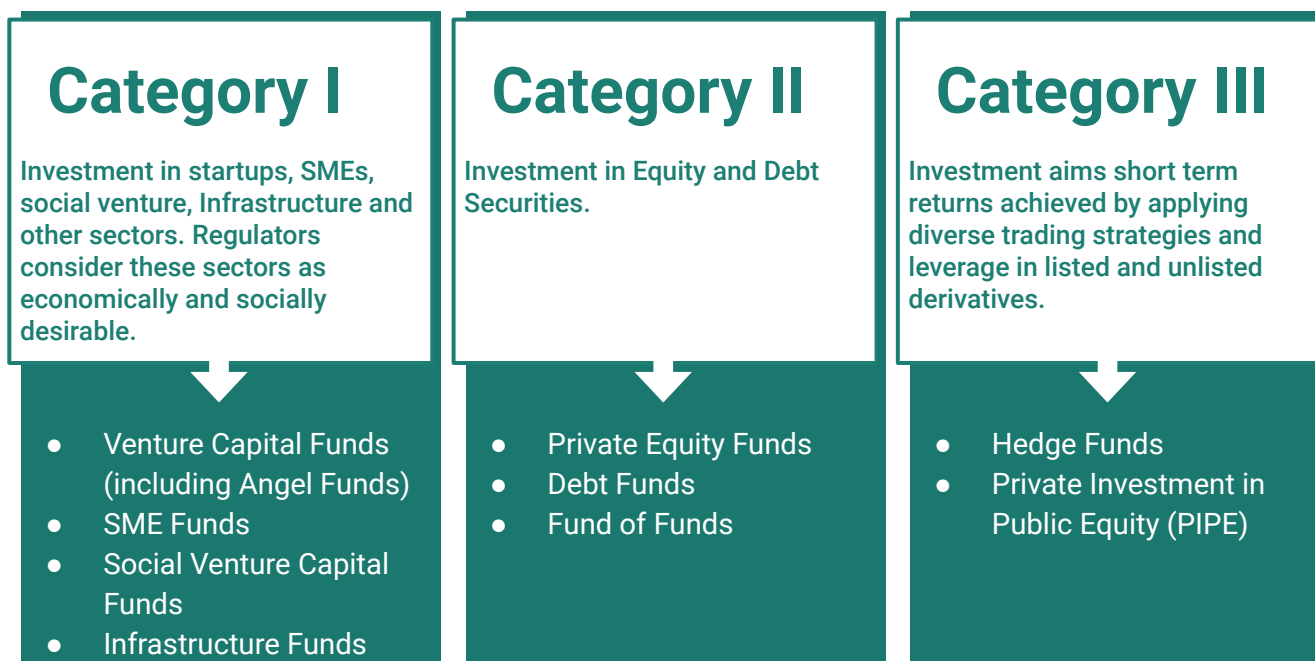 Category I
Investment in startups, SMEs,
social venture, Infrastructure and
other sectors. Regulators
consider these sectors as
economically and socially
desirable.
● Venture Capital Funds
(including Angel Funds)
● SME Funds
● Social Venture Capital
Funds
● Infrastructure Funds
Category II
Investment in Equity and Debt
Securities.
● Private Equity Funds
● Debt Funds
● Fund of Funds
Category III
Investment aims short term
returns achieved by applying
diverse trading strategies and
leverage in listed and unlisted
derivatives.
● Hedge Funds
● Private Investment in
Public Equity (PIPE)